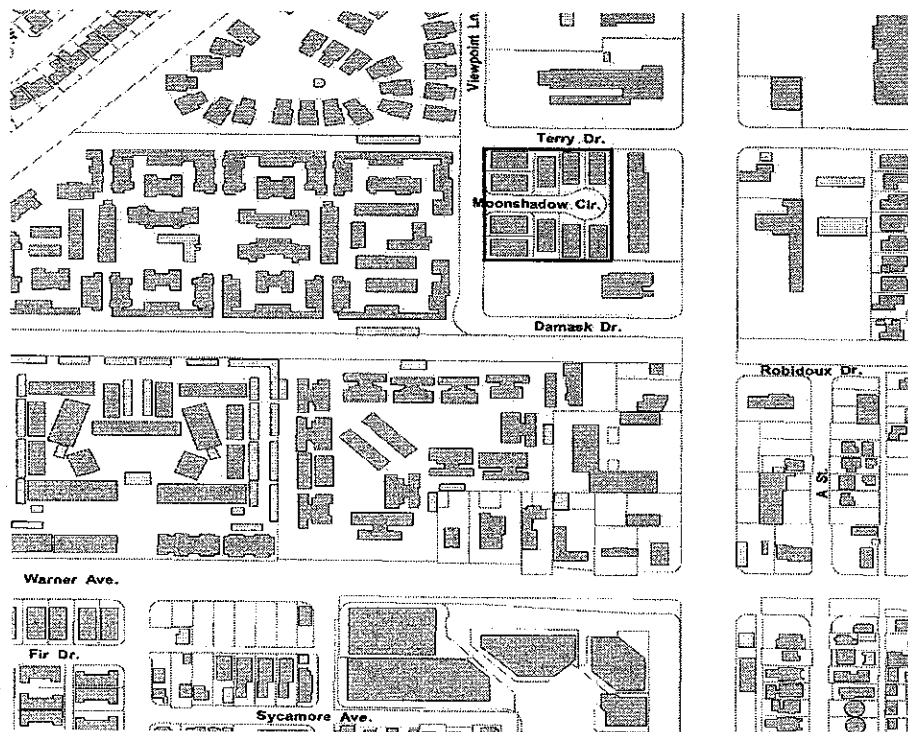 Viewpoint Ln.
Terry Dr.
Moonshadow Cir.
Damask Dr.
Robidoux Dr.
A St.
Warner Ave.
Fir Dr.
Sycamore Ave.